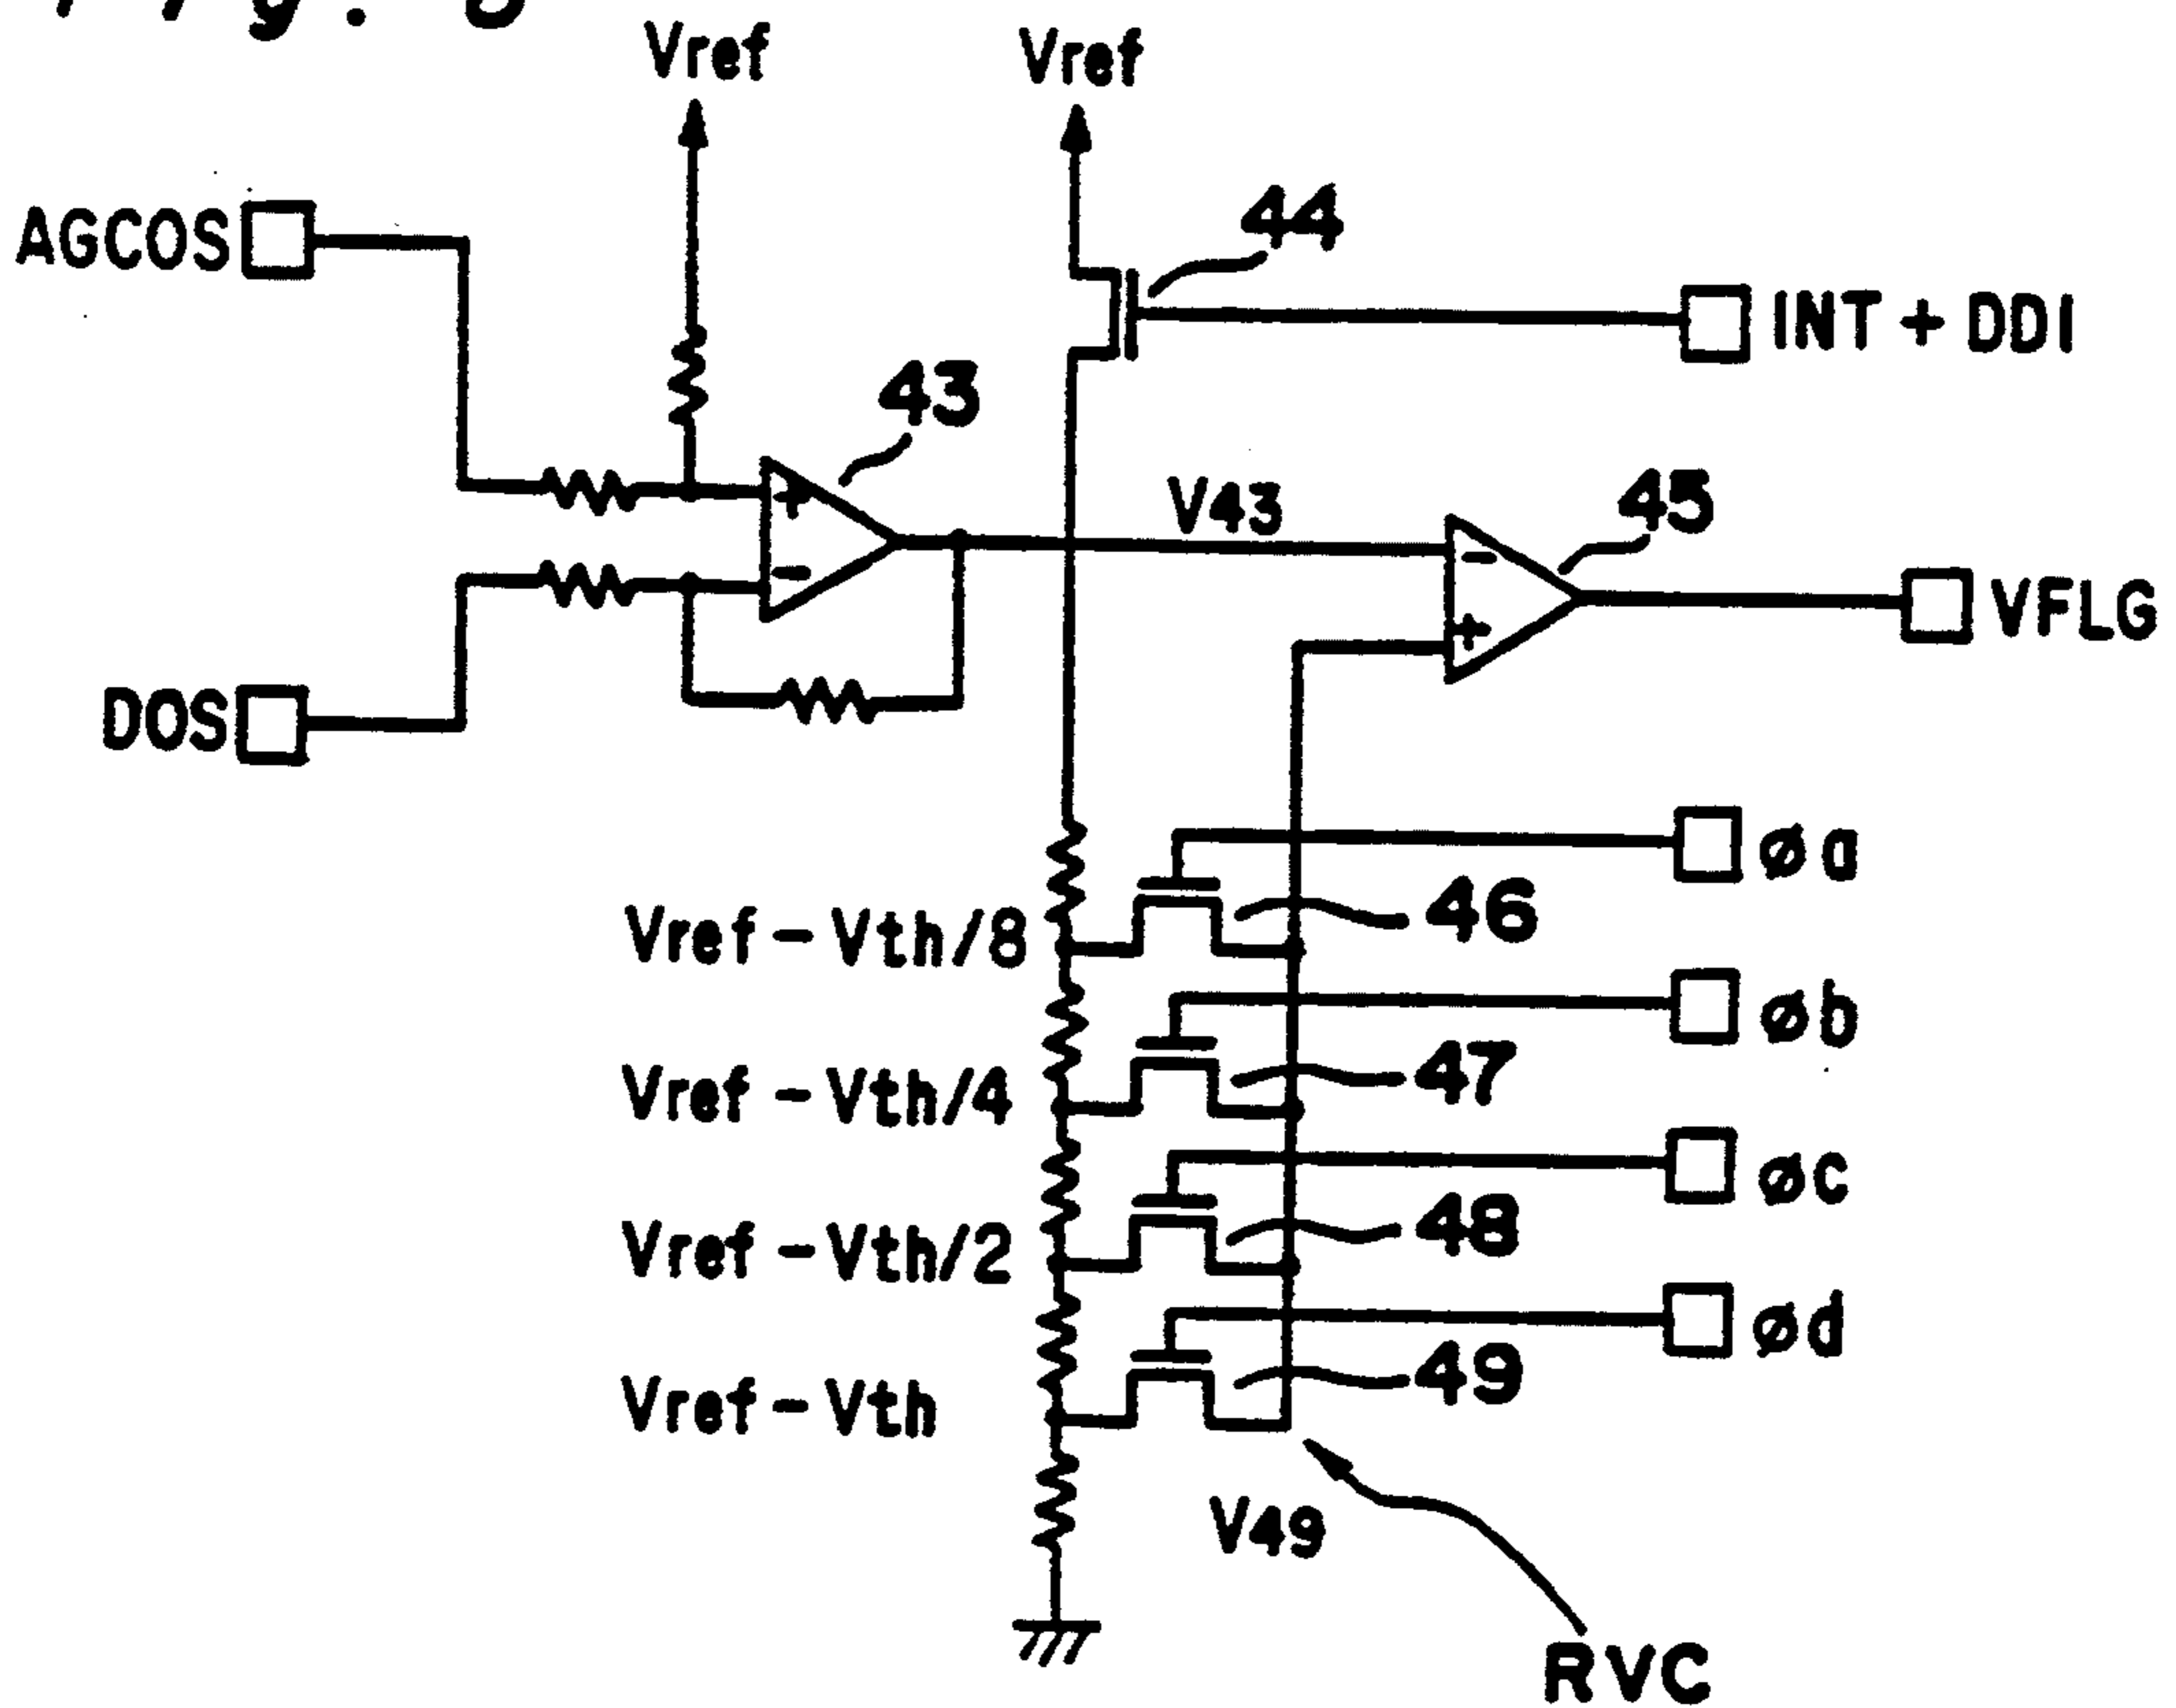 Vref
Vref
AGCOS
44
INT + DDI
43
V43
45
VFLG
DOS
øa
Vref - Vth/8
46
øb
Vref - Vth/4
47
øc
Vref - Vth/2
48
ød
Vref - Vth
49
V49
RVC
+
-
-
+